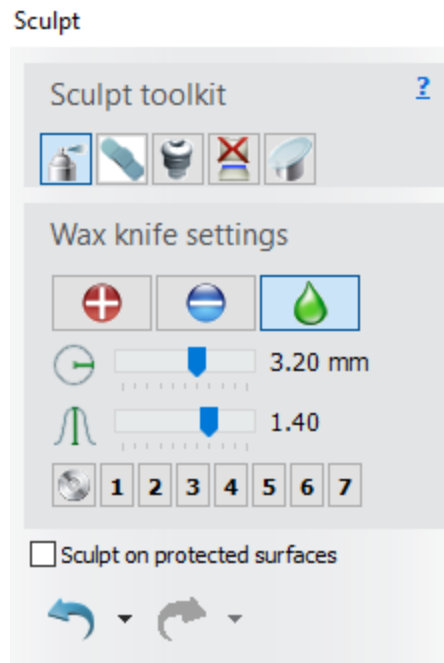 Sculpt
Sculpt toolkit ?
Wax knife settings
3.20 mm
1.40
1 2 3 4 5 6 7
Sculpt on protected surfaces